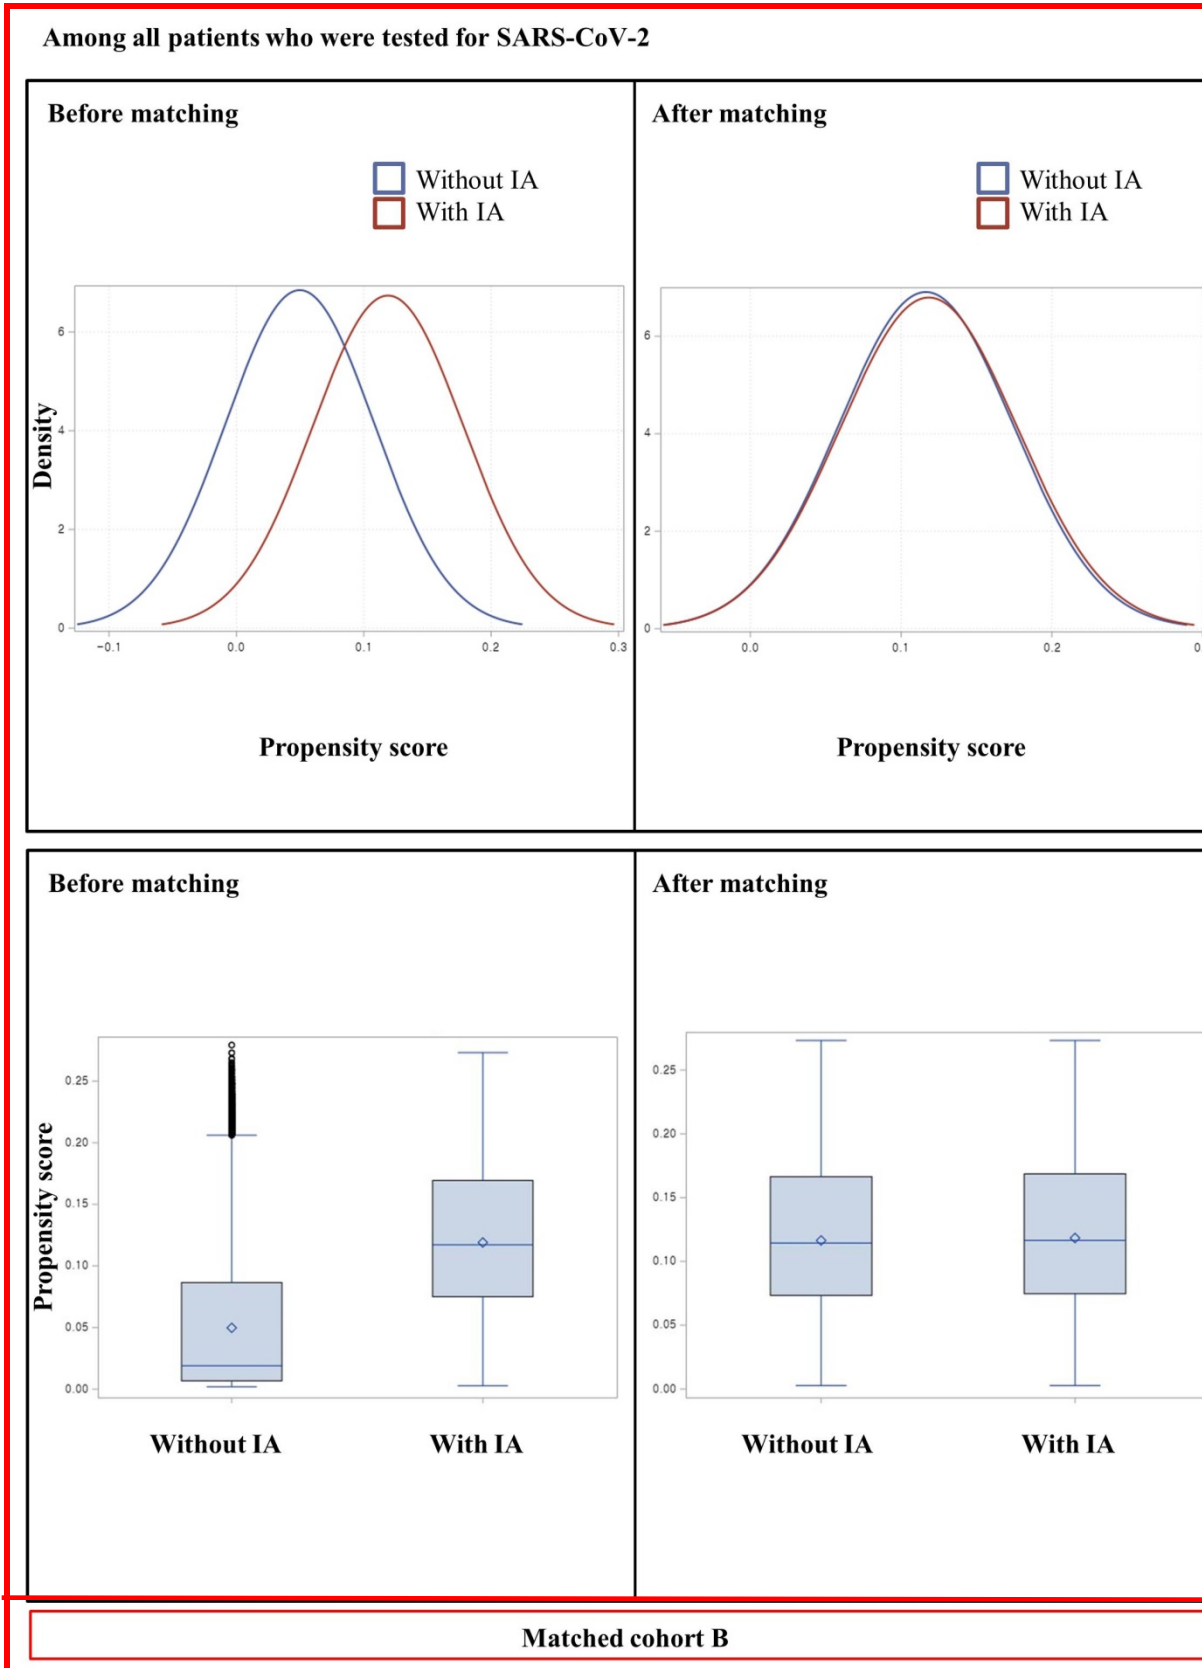 Among all patients who were tested for SARS-CoV-2
Before matching
Without IA
With IA
Density
6
4
2
0
−0.1
0.0
0.1
0.2
0.3
Propensity score
After matching
Without IA
With IA
6
4
2
0
0.0
0.1
0.2
Propensity score
Before matching
Propensity score
0.25
0.20
0.15
0.10
0.05
0.00
Without IA
With IA
After matching
0.25
0.20
0.15
0.10
0.05
0.00
Without IA
With IA
Matched cohort B